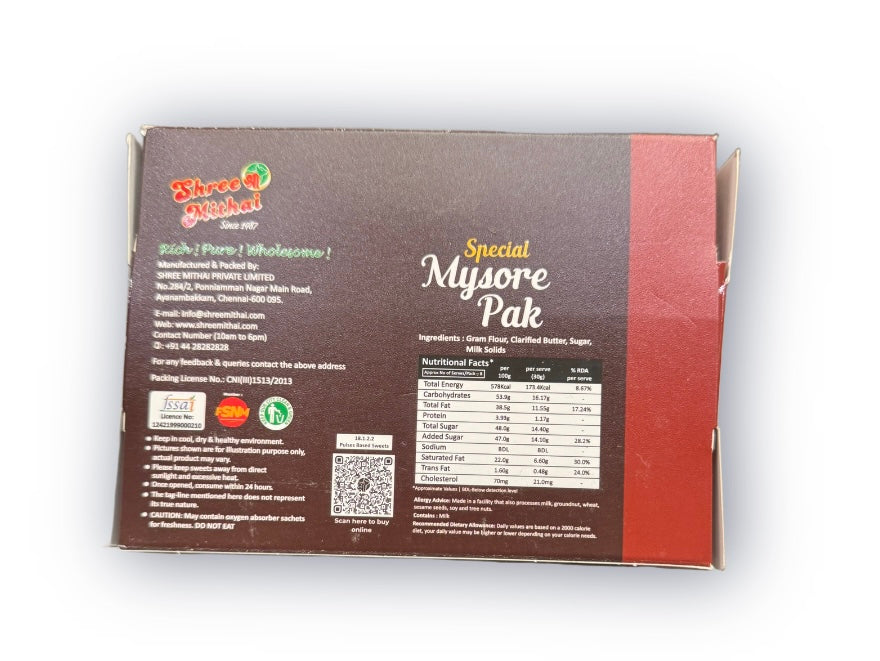 Shree श्री
Mithai
Since 1987
Rich ! Pure ! Wholesome !
Manufactured & Packed By:
SHREE MITHAI PRIVATE LIMITED
No.284/2, Ponniamman Nagar Main Road,
Ayanambakkam, Chennai-600 095.
E-mail: info@shreemithai.com
Web: www.shreemithai.com
Contact Number (10am to 6pm)
: +91 44 28282828
For any feedback & queries contact the above address
Packing License No.: CNI(III)1513/2013
fssai
Licence No:
12421999000210
FSNM
Keep in cool, dry & healthy environment.
Pictures shown are for illustration purpose only,
actual product may vary.
Please keep sweets away from direct
sunlight and excessive heat.
Once opened, consume within 24 hours.
The tag-line mentioned here does not represent
its true nature.
CAUTION: May contain oxygen absorber sachets
for freshness. DO NOT EAT
18.1.2.2
Pulses Based Sweets
Scan here to buy
online
Special
Mysore
Pak
Ingredients : Gram Flour, Clarified Butter, Sugar,
Milk Solids
Nutritional Facts* per 100g per serve (30g) % RDA per serve
Approx No of Serves/Pack : 8
Total Energy 578Kcal 173.4Kcal 8.67%
Carbohydrates 53.9g 16.17g -
Total Fat 38.5g 11.55g 17.24%
Protein 3.93g 1.17g -
Total Sugar 48.0g 14.40g -
Added Sugar 47.0g 14.10g 28.2%
Sodium BDL BDL -
Saturated Fat 22.0g 6.60g 30.0%
Trans Fat 1.60g 0.48g 24.0%
Cholesterol 70mg 21.0mg -
*Approximate Values | BDL-Below detection level
Allergy Advice: Made in a facility that also processes milk, groundnut, wheat,
sesame seeds, soy and tree nuts.
Contains : Milk
Recommended Dietary Allowance: Daily values are based on a 2000 calorie
diet, your daily value may be higher or lower depending on your calorie needs.